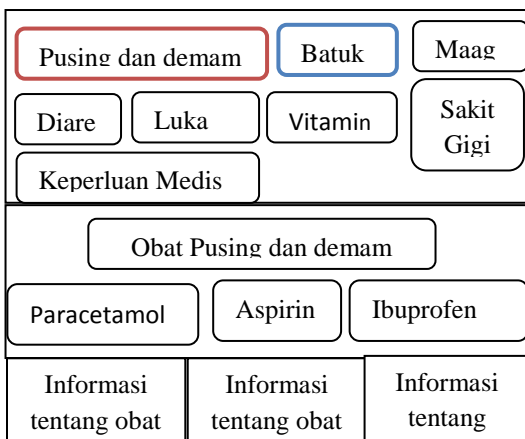 Pusing dan demam
Batuk
Maag
Diare
Luka
Vitamin
Sakit
Gigi
Keperluan Medis
Obat Pusing dan demam
Paracetamol
Aspirin
Ibuprofen
Informasi
tentang obat
Informasi
tentang obat
Informasi
tentang